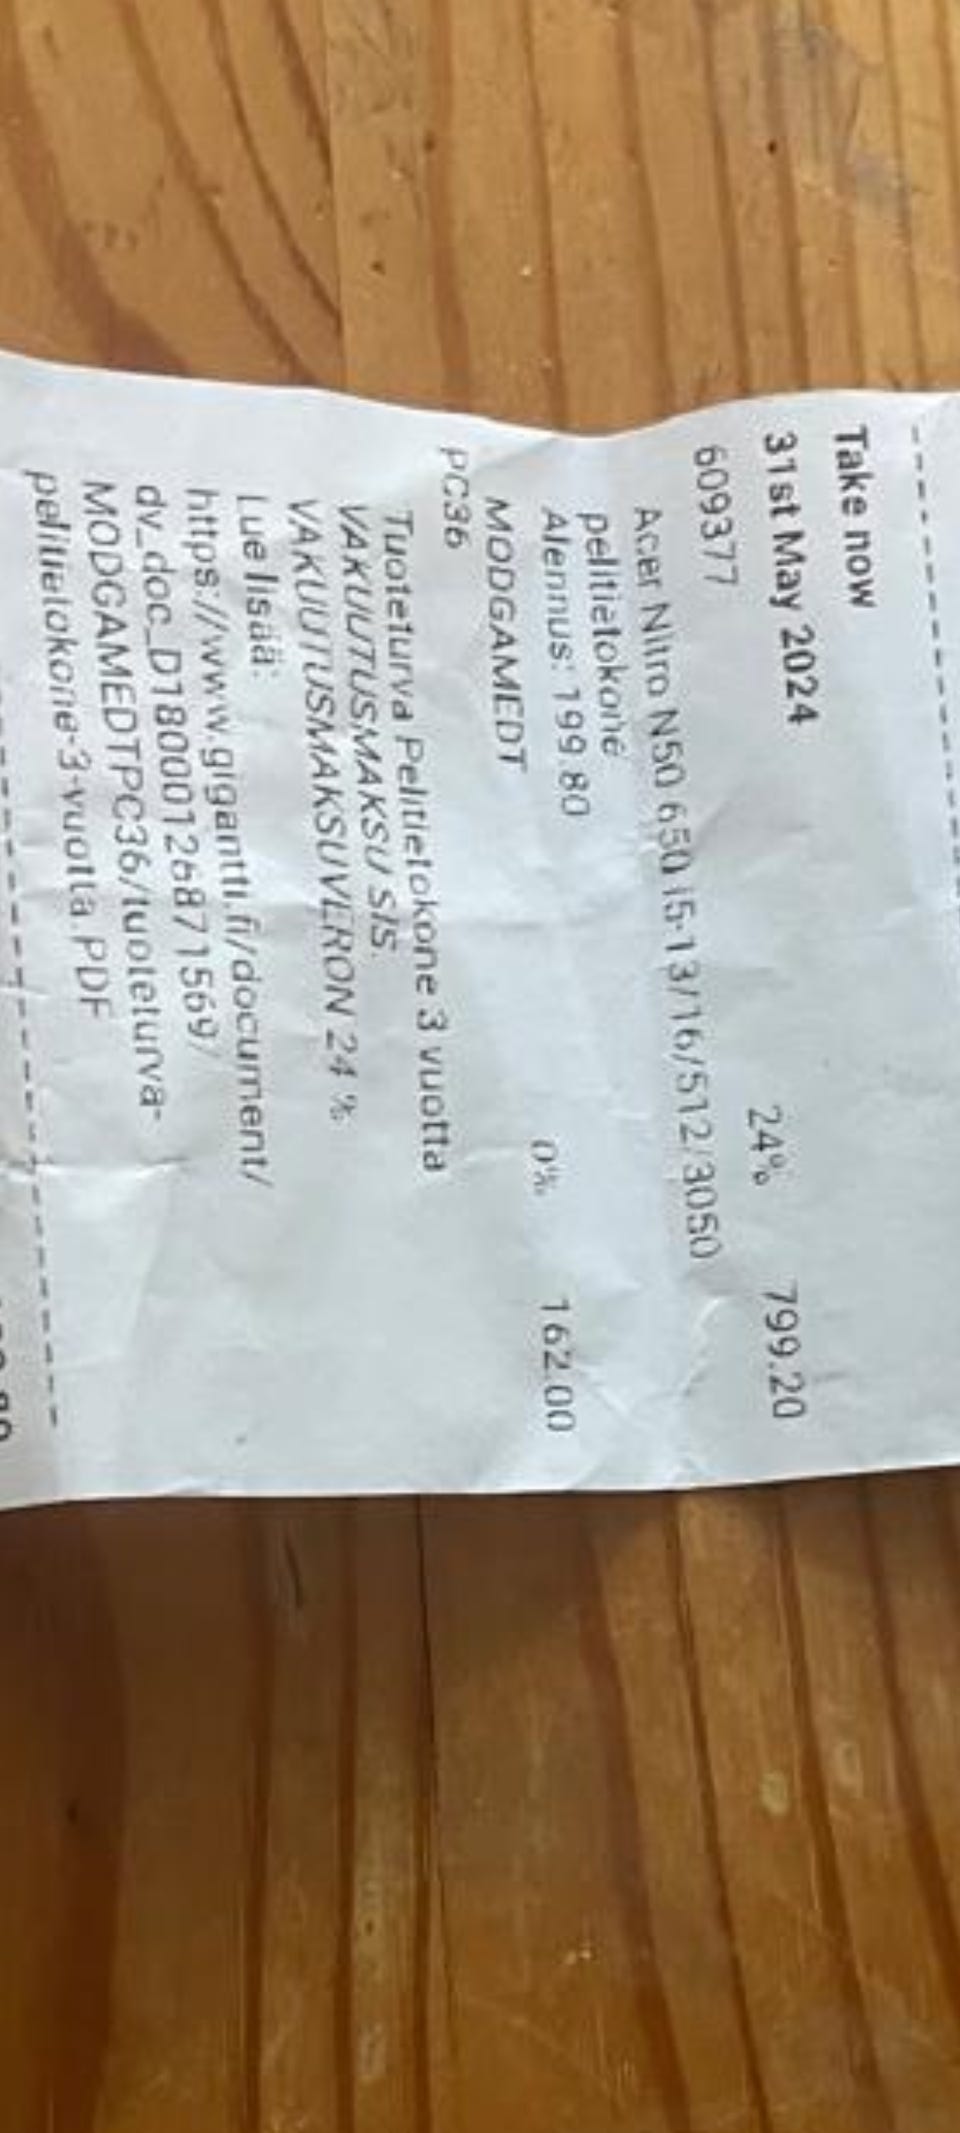 Take now
31st May 2024
609377 24% 799.20
Acer Nitro N50 650 i5-13/16/512/3050
pelitietokone
Alennus: 199.80
MODGAMEDT 0% 162.00
PC36
Tuoteturva Pelitietokone 3 vuotta
VAKUUTUSMAKSU SIS.
VAKUUTUSMAKSUVERON 24 %
Lue lisää:
https://www.gigantti.fi/document/
dv_doc_D180001268871569/
MODGAMEDTPC36/tuoteturva-
pelitietokone-3-vuotta.PDF